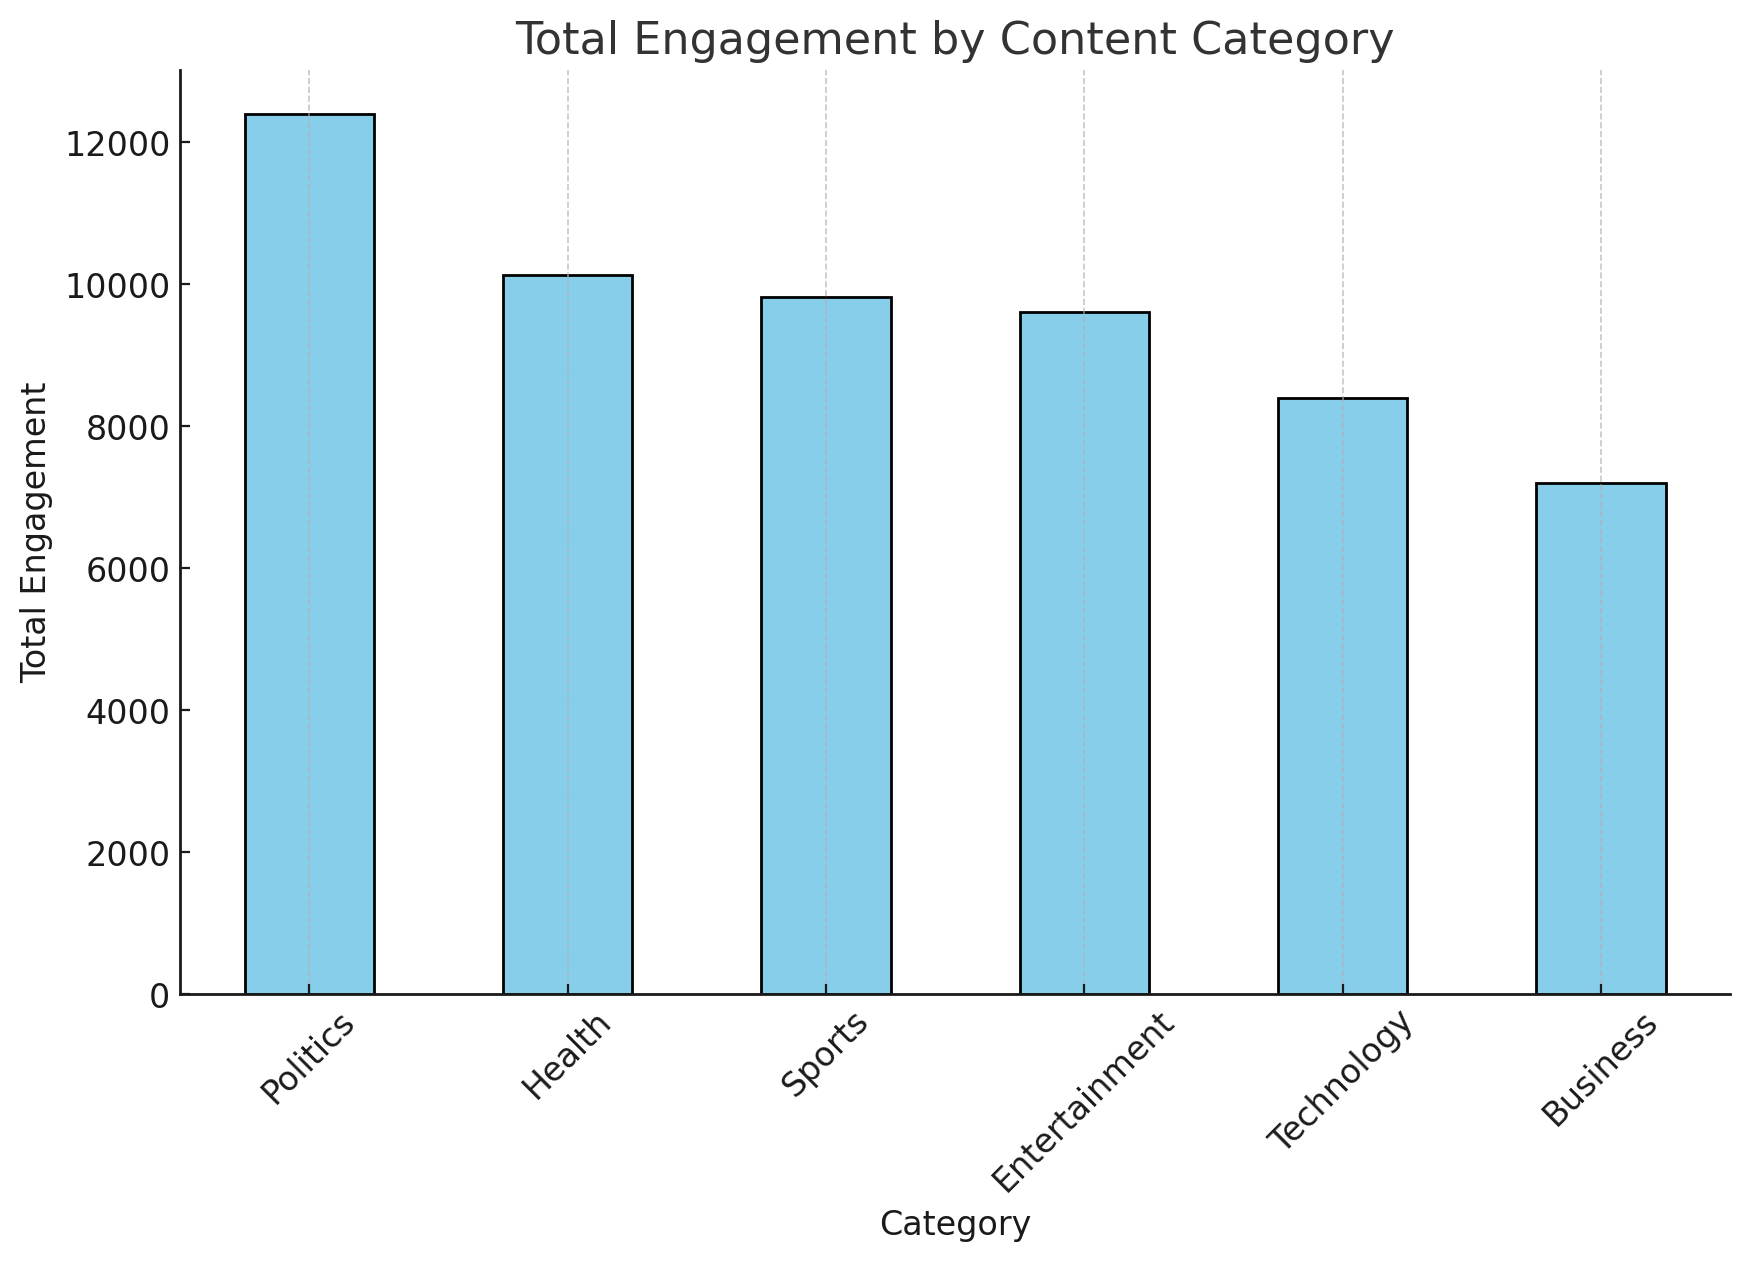 Total Engagement by Content Category
Total Engagement
12000
10000
8000
6000
4000
2000
0
Politics
Health
Sports
Entertainment
Technology
Business
Category